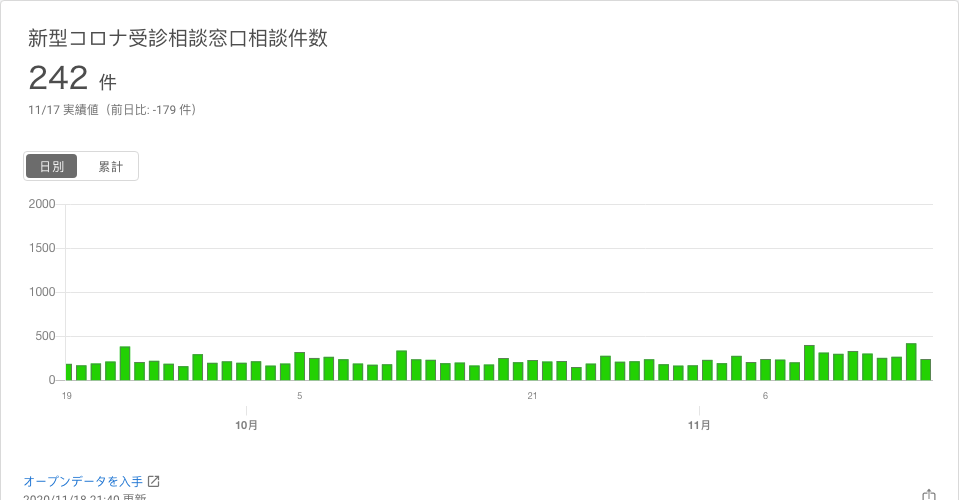 新型コロナ受診相談窓口相談件数
242 件
11/17 実績値（前日比: -179 件）
日別 累計
2000
1500
1000
500
0
19 5 21 6
10月 11月
オープンデータを入手
2020/11/18 21:40 更新